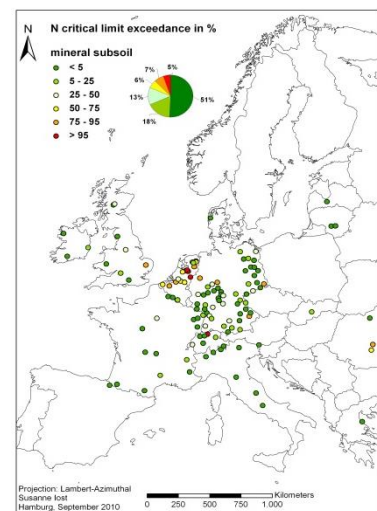 N critical limit exceedance in %
N
mineral subsoil
< 5
5 - 25
25 - 50
50 - 75
75 - 95
> 95
7%
5%
6%
13%
51%
18%
Projection: Lambert-Azimuthal
Susanne Iost
Hamburg, September 2010
Kilometers
0 250 500 750 1.000